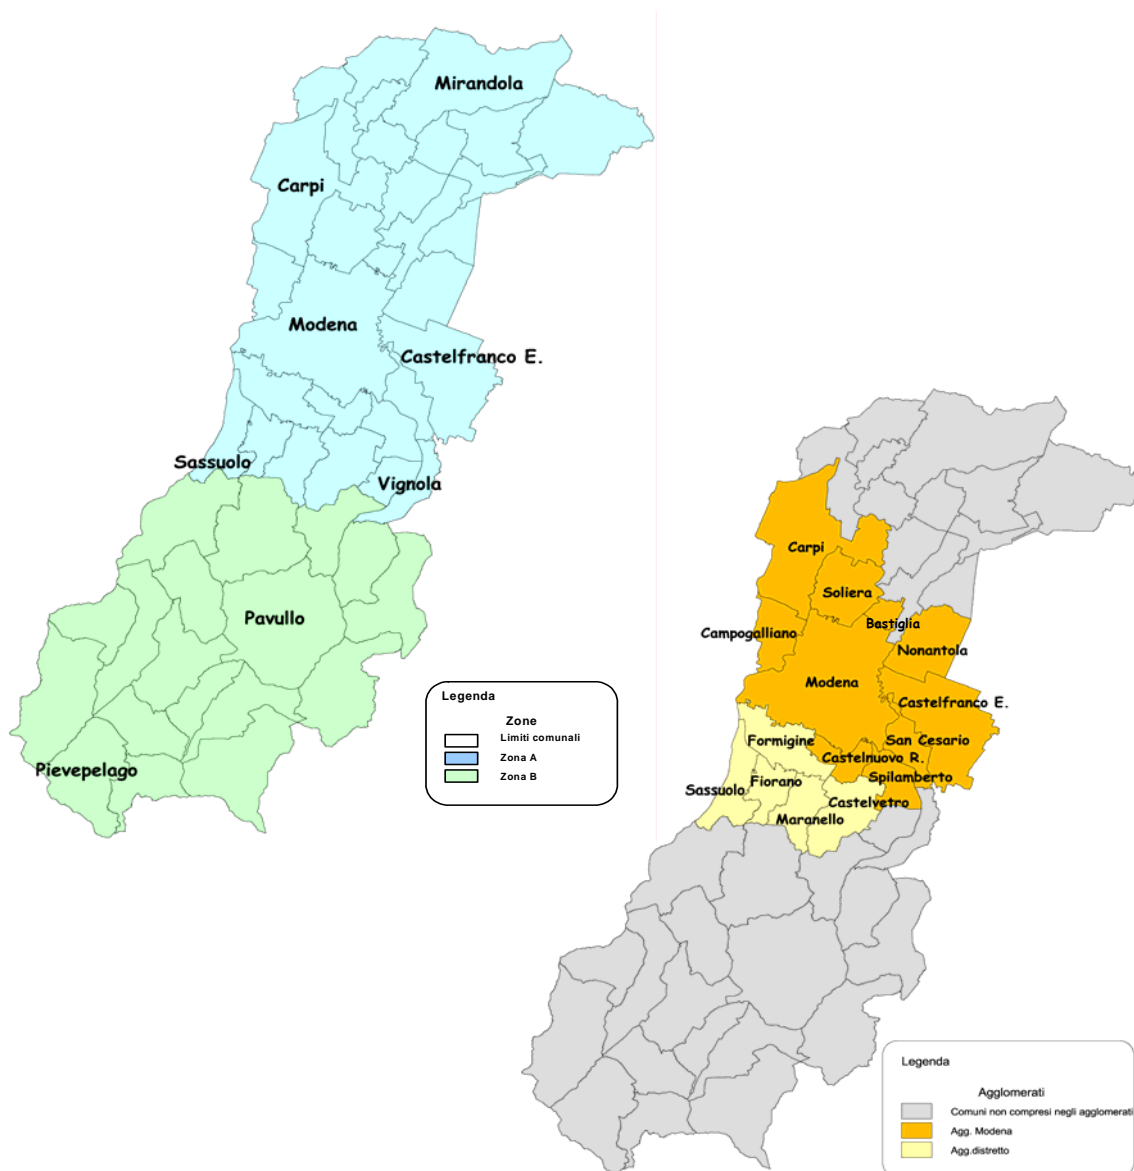 Mirandola
Carpi
Modena
Castelfranco E.
Sassuolo
Vignola
Pavullo
Pievepelago
Legenda
Zone
Limiti comunali
Zona A
Zona B
Carpi
Soliera
Bastiglia
Campogalliano
Nonantola
Modena
Castelfranco E.
San Cesario
Formigine
Castelnuovo R.
Spilamberto
Fiorano
Sassuolo
Castelvetro
Maranello
Legenda
Agglomerati
Comuni non compresi negli agglomerati
Agg. Modena
Agg.distretto